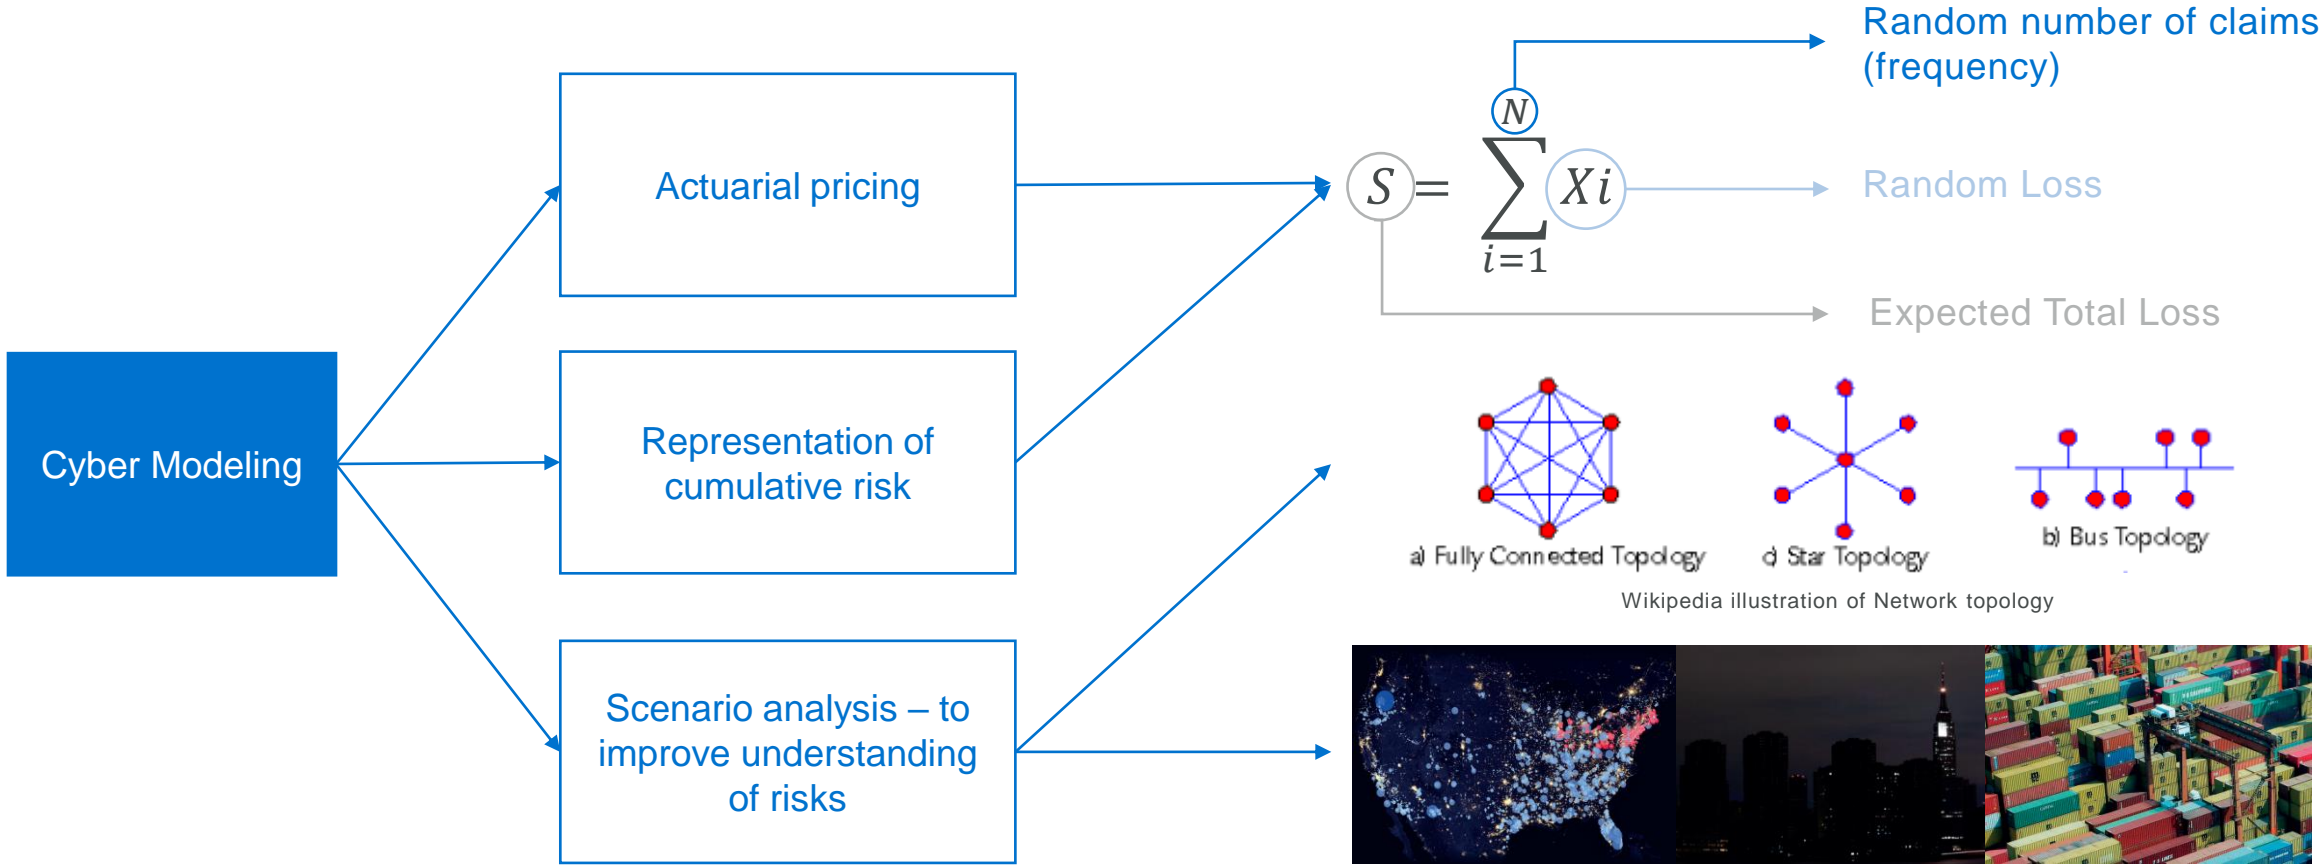 Cyber Modeling
Actuarial pricing
Representation of
cumulative risk
Scenario analysis – to
improve understanding
of risks
N
S = ∑ Xi
i=1
Random number of claims
(frequency)
Random Loss
Expected Total Loss
a) Fully Connected Topology
c) Star Topology
b) Bus Topology
Wikipedia illustration of Network topology